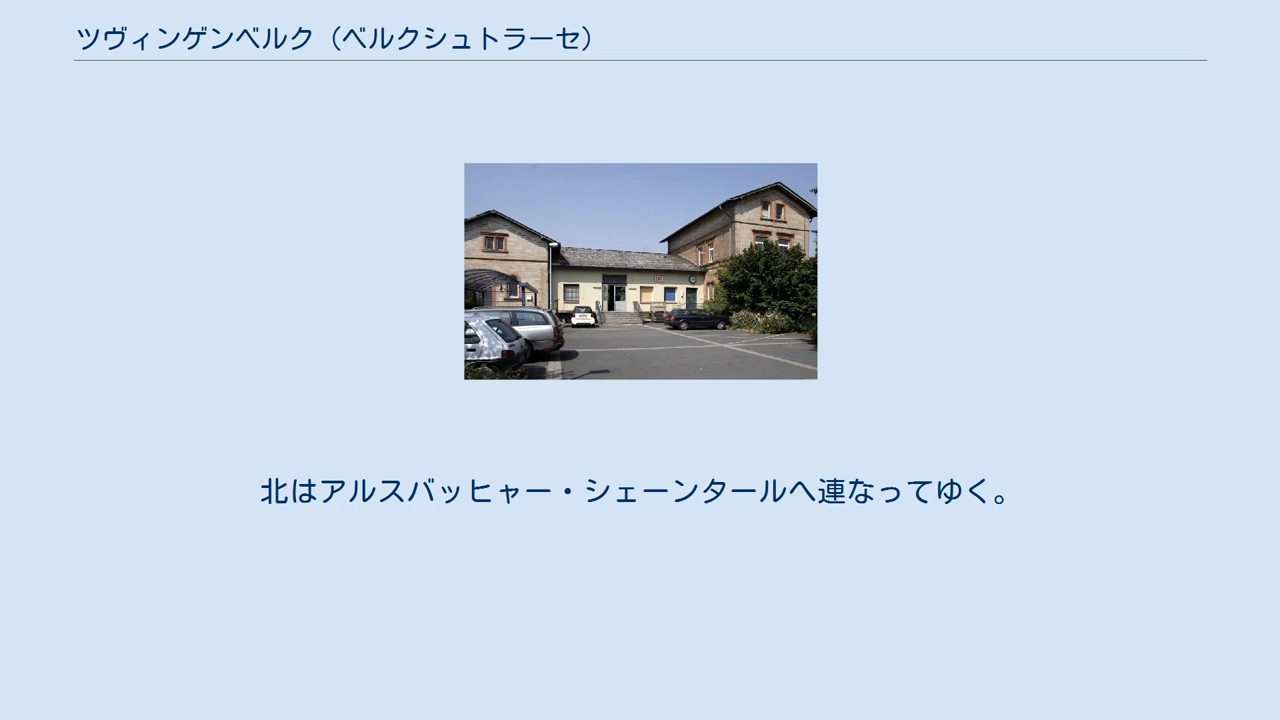 ツヴィンゲンベルク（ベルクシュトラーセ）
北はアルスバッヒャー・シェーンタールへ連なってゆく。